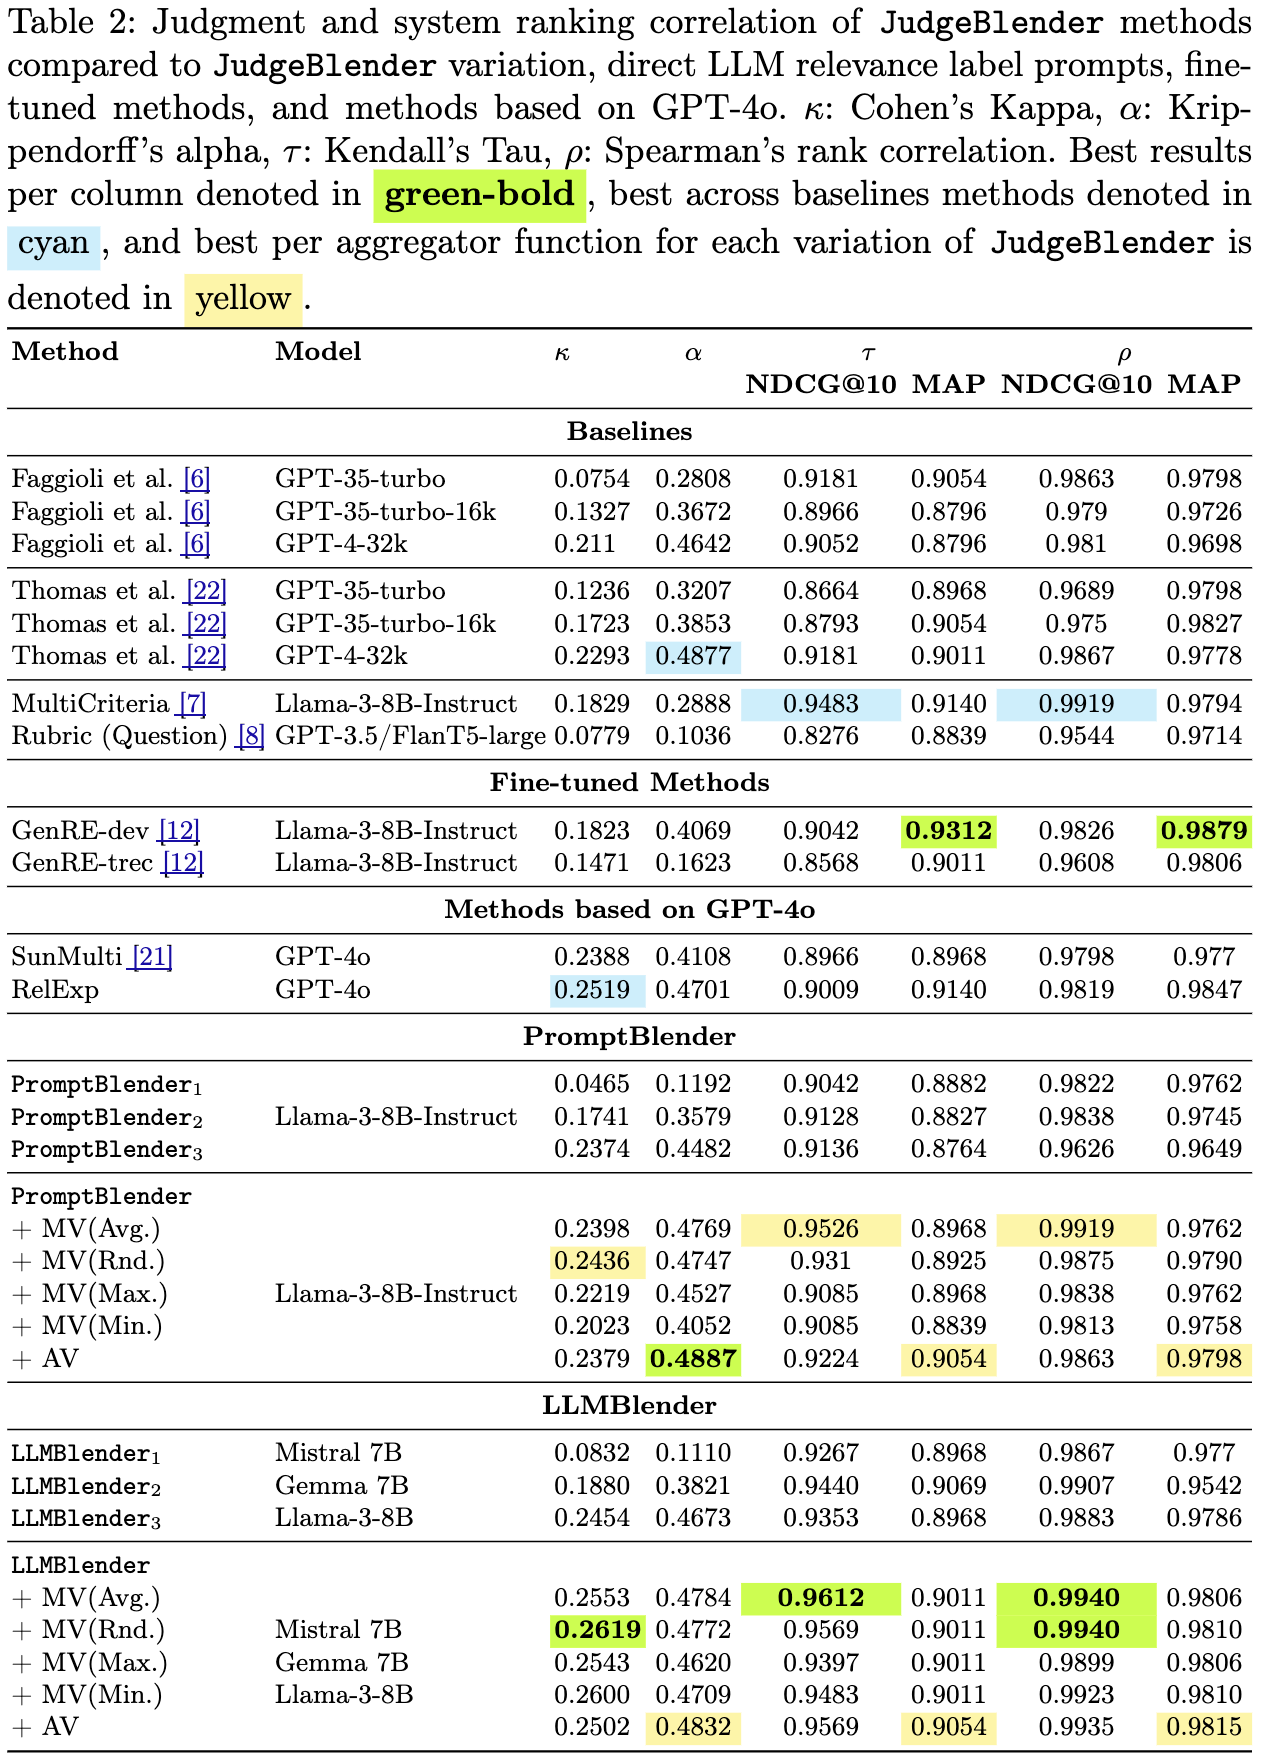 Table 2: Judgment and system ranking correlation of JudgeBlender methods
compared to JudgeBlender variation, direct LLM relevance label prompts, fine-
tuned methods, and methods based on GPT-4o. κ: Cohen's Kappa, α: Krip-
pendorff's alpha, τ: Kendall's Tau, ρ: Spearman's rank correlation. Best results
per column denoted in green-bold , best across baselines methods denoted in
cyan , and best per aggregator function for each variation of JudgeBlender is
denoted in yellow .
Method Model κ α τ ρ
NDCG@10 MAP NDCG@10 MAP
Baselines
Faggioli et al. [6] GPT-35-turbo 0.0754 0.2808 0.9181 0.9054 0.9863 0.9798
Faggioli et al. [6] GPT-35-turbo-16k 0.1327 0.3672 0.8966 0.8796 0.979 0.9726
Faggioli et al. [6] GPT-4-32k 0.211 0.4642 0.9052 0.8796 0.981 0.9698
Thomas et al. [22] GPT-35-turbo 0.1236 0.3207 0.8664 0.8968 0.9689 0.9798
Thomas et al. [22] GPT-35-turbo-16k 0.1723 0.3853 0.8793 0.9054 0.975 0.9827
Thomas et al. [22] GPT-4-32k 0.2293 0.4877 0.9181 0.9011 0.9867 0.9778
MultiCriteria [7] Llama-3-8B-Instruct 0.1829 0.2888 0.9483 0.9140 0.9919 0.9794
Rubric (Question) [8] GPT-3.5/FlanT5-large 0.0779 0.1036 0.8276 0.8839 0.9544 0.9714
Fine-tuned Methods
GenRE-dev [12] Llama-3-8B-Instruct 0.1823 0.4069 0.9042 0.9312 0.9826 0.9879
GenRE-trec [12] Llama-3-8B-Instruct 0.1471 0.1623 0.8568 0.9011 0.9608 0.9806
Methods based on GPT-4o
SunMulti [21] GPT-4o 0.2388 0.4108 0.8966 0.8968 0.9798 0.977
RelExp GPT-4o 0.2519 0.4701 0.9009 0.9140 0.9819 0.9847
PromptBlender
PromptBlender₁ 0.0465 0.1192 0.9042 0.8882 0.9822 0.9762
PromptBlender₂ Llama-3-8B-Instruct 0.1741 0.3579 0.9128 0.8827 0.9838 0.9745
PromptBlender₃ 0.2374 0.4482 0.9136 0.8764 0.9626 0.9649
PromptBlender
+ MV(Avg.) 0.2398 0.4769 0.9526 0.8968 0.9919 0.9762
+ MV(Rnd.) 0.2436 0.4747 0.931 0.8925 0.9875 0.9790
+ MV(Max.) Llama-3-8B-Instruct 0.2219 0.4527 0.9085 0.8968 0.9838 0.9762
+ MV(Min.) 0.2023 0.4052 0.9085 0.8839 0.9813 0.9758
+ AV 0.2379 0.4887 0.9224 0.9054 0.9863 0.9798
LLMBlender
LLMBlender₁ Mistral 7B 0.0832 0.1110 0.9267 0.8968 0.9867 0.977
LLMBlender₂ Gemma 7B 0.1880 0.3821 0.9440 0.9069 0.9907 0.9542
LLMBlender₃ Llama-3-8B 0.2454 0.4673 0.9353 0.8968 0.9883 0.9786
LLMBlender
+ MV(Avg.) 0.2553 0.4784 0.9612 0.9011 0.9940 0.9806
+ MV(Rnd.) Mistral 7B 0.2619 0.4772 0.9569 0.9011 0.9940 0.9810
+ MV(Max.) Gemma 7B 0.2543 0.4620 0.9397 0.9011 0.9899 0.9806
+ MV(Min.) Llama-3-8B 0.2600 0.4709 0.9483 0.9011 0.9923 0.9810
+ AV 0.2502 0.4832 0.9569 0.9054 0.9935 0.9815